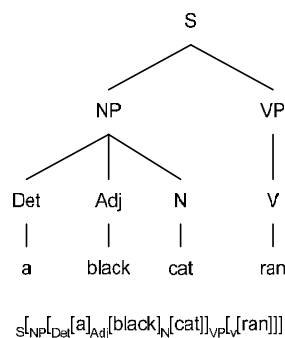 S
NP VP
Det Adj N V
a black cat ran
S[NP[Det[a]Adj[black]N[cat]]VP[V[ran]]]